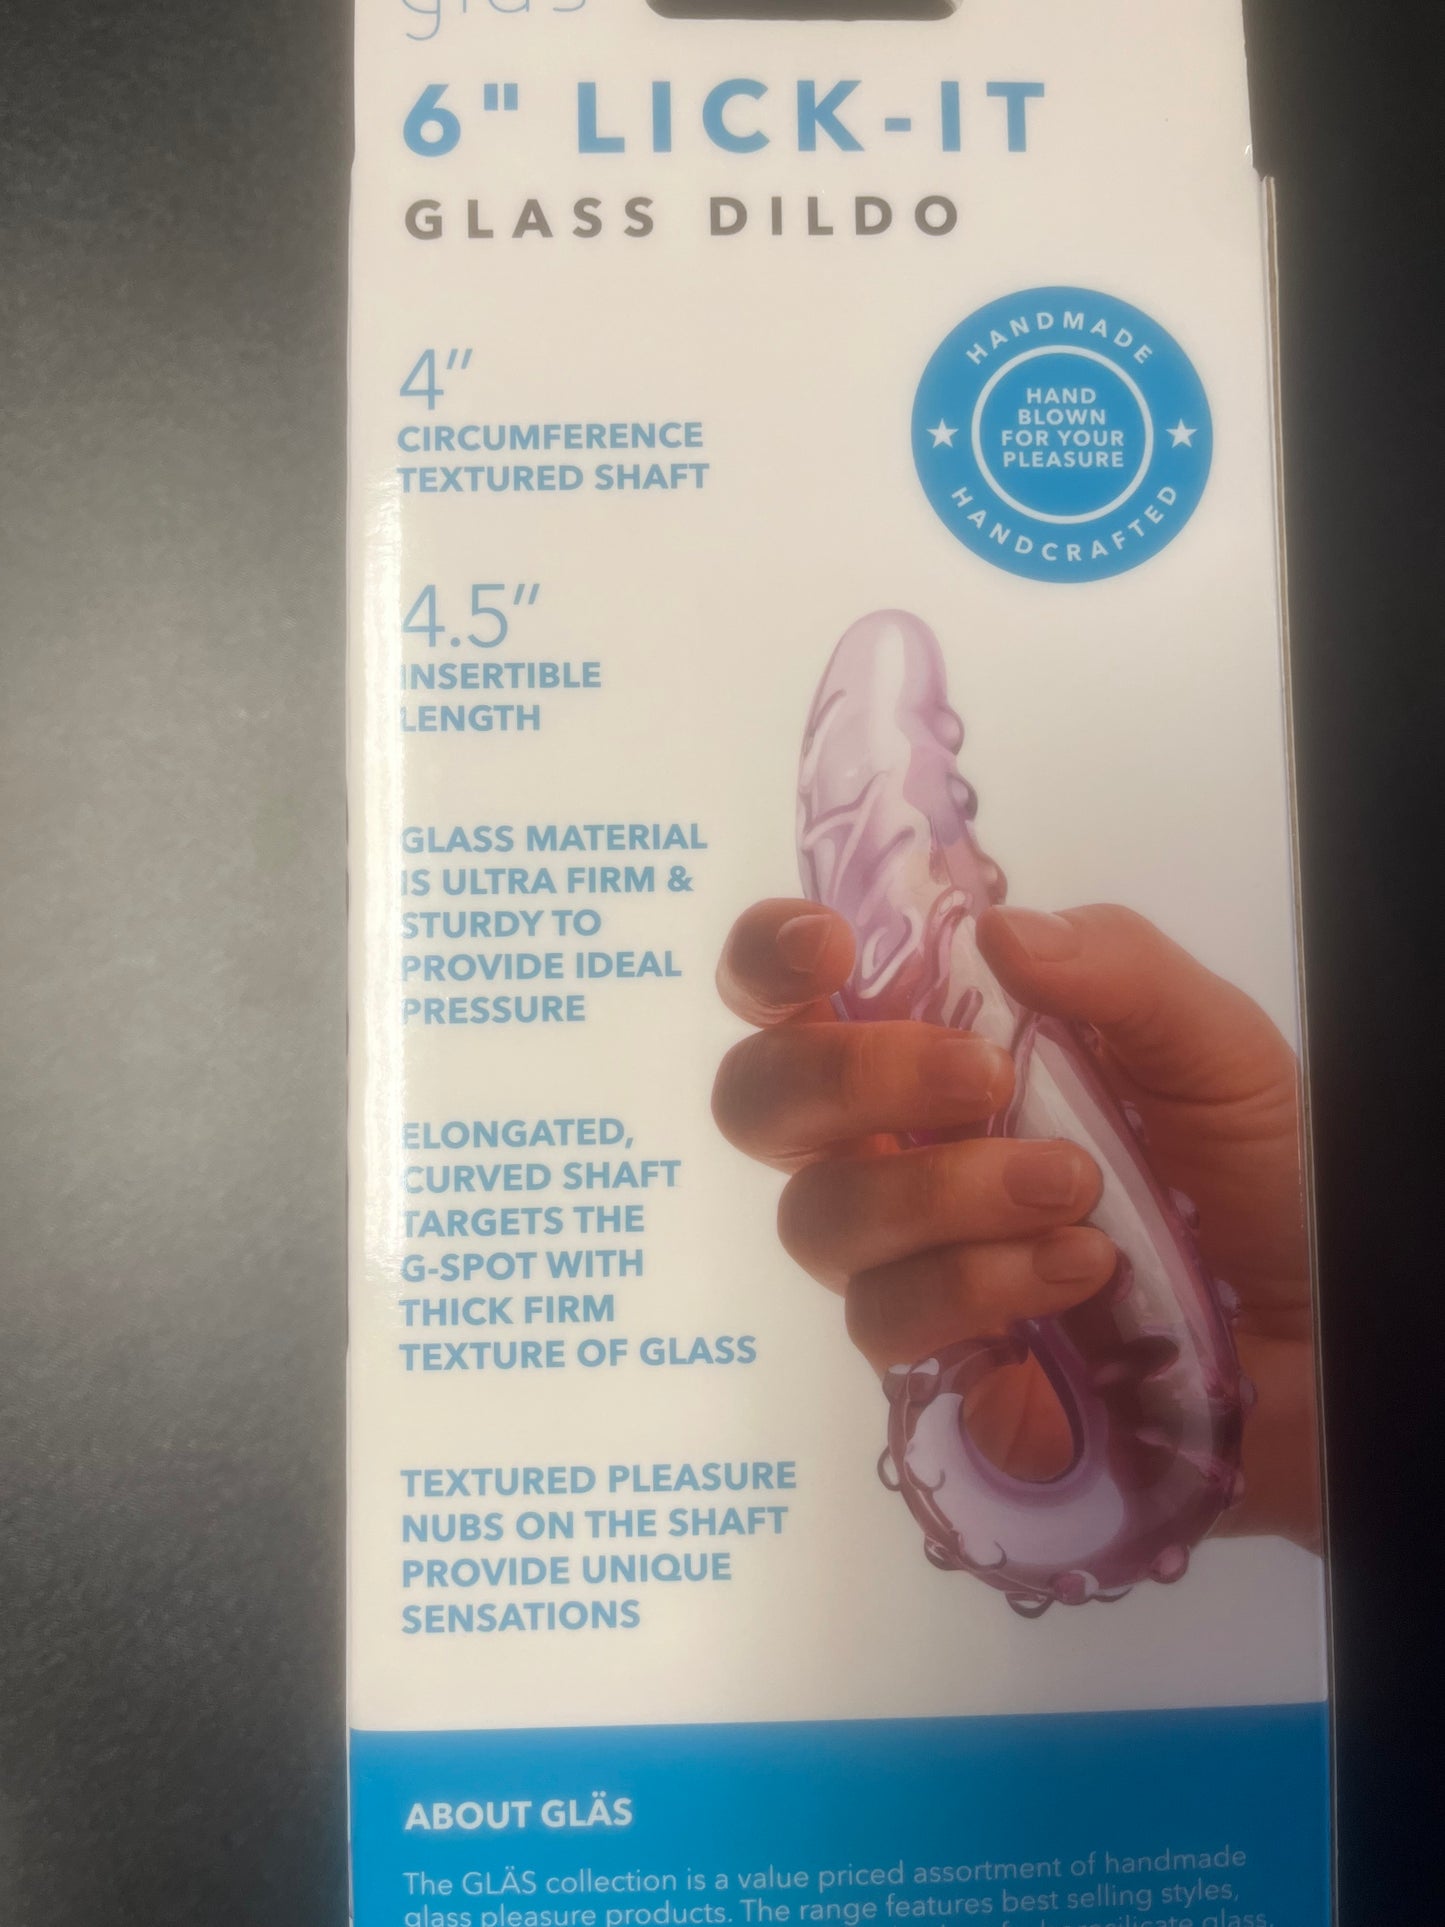 gläs
6" LICK-IT
GLASS DILDO
HANDMADE
HAND
BLOWN
FOR YOUR
PLEASURE
HANDCRAFTED
4"
CIRCUMFERENCE
TEXTURED SHAFT
4.5"
INSERTIBLE
LENGTH
GLASS MATERIAL
IS ULTRA FIRM &
STURDY TO
PROVIDE IDEAL
PRESSURE
ELONGATED,
CURVED SHAFT
TARGETS THE
G-SPOT WITH
THICK FIRM
TEXTURE OF GLASS
TEXTURED PLEASURE
NUBS ON THE SHAFT
PROVIDE UNIQUE
SENSATIONS
ABOUT GLÄS
The GLÄS collection is a value priced assortment of handmade
glass pleasure products. The range features best selling styles,
glass